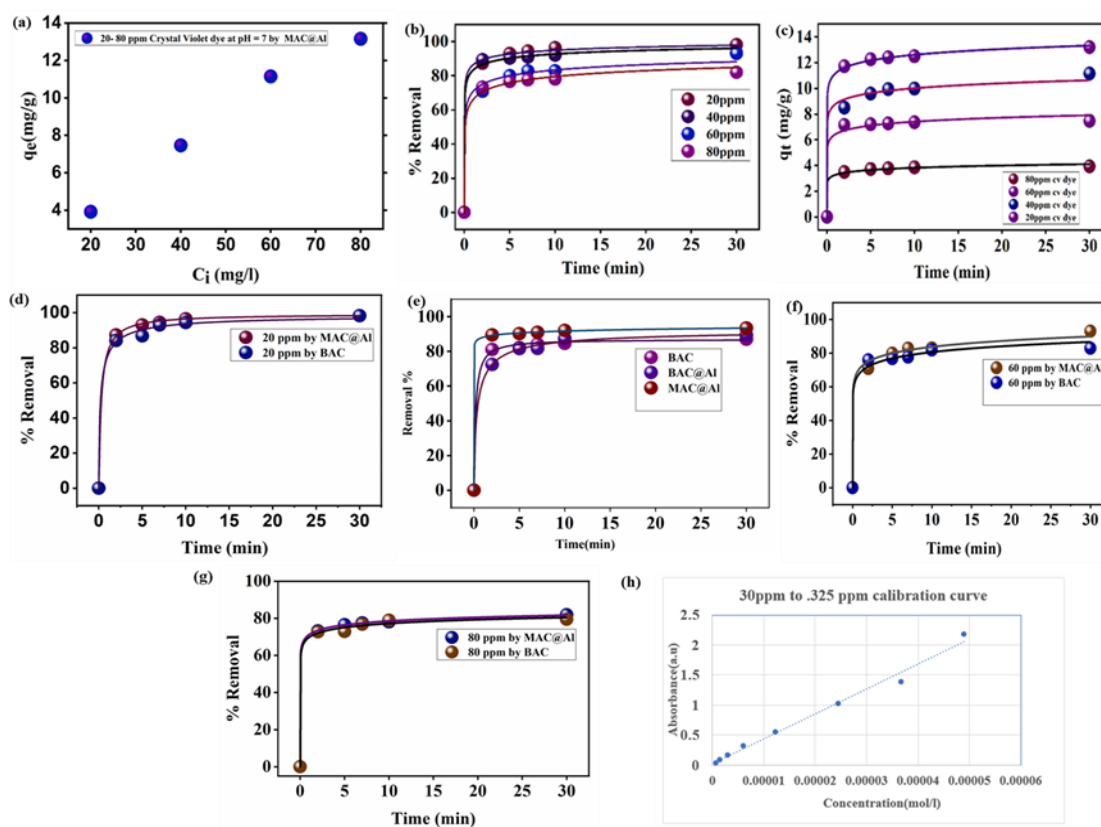 (a)
20- 80 ppm Crystal Violet dye at pH = 7 by MAC@Al
qe(mg/g)
14
12
10
8
6
4
20 30 40 50 60 70 80
Ci (mg/l)
(b)
% Removal
100
80
60
40
20
0
20ppm
40ppm
60ppm
80ppm
0 5 10 15 20 25 30
Time (min)
(c)
qt (mg/g)
14
12
10
8
6
4
2
0
80ppm cv dye
60ppm cv dye
40ppm cv dye
20ppm cv dye
0 5 10 15 20 25 30
Time (min)
(d)
% Removal
100
80
60
40
20
0
20 ppm by MAC@Al
20 ppm by BAC
0 5 10 15 20 25 30
Time (min)
(e)
Removal %
100
80
60
40
20
0
BAC
BAC@Al
MAC@Al
0 5 10 15 20 25 30
Time(min)
(f)
% Removal
100
80
60
40
20
0
60 ppm by MAC@Al
60 ppm by BAC
0 5 10 15 20 25 30
Time (min)
(g)
% Removal
100
80
60
40
20
0
80 ppm by MAC@Al
80 ppm by BAC
0 5 10 15 20 25 30
Time (min)
(h)
30ppm to .325 ppm calibration curve
Absorbance(a.u)
2.5
2
1.5
1
0.5
0
0 0.00001 0.00002 0.00003 0.00004 0.00005 0.00006
Concentration(mol/l)